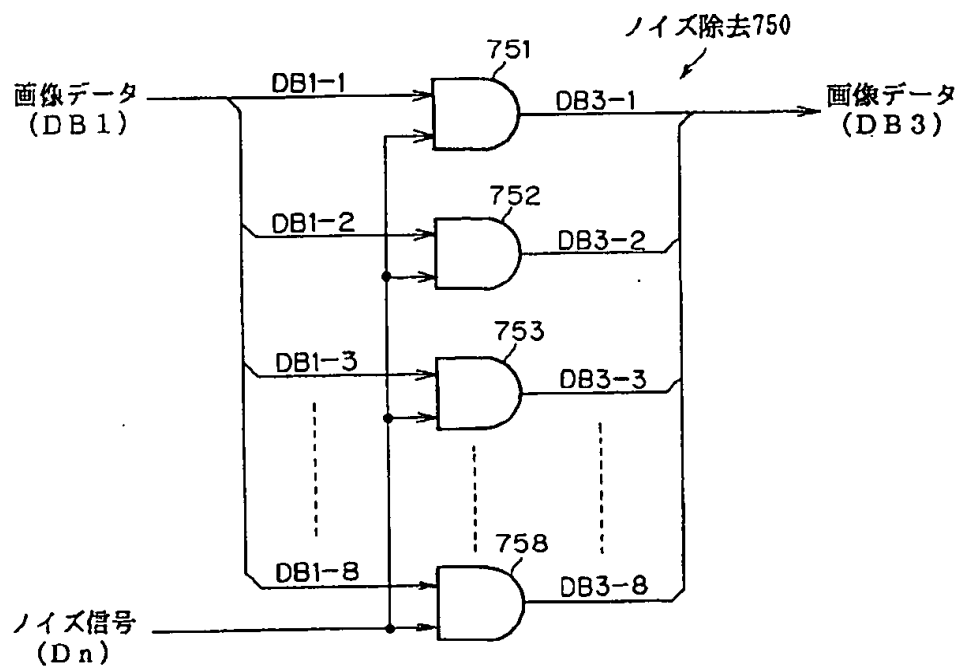 ノイズ除去750
画像データ
(DB1)
DB1-1
751
DB3-1
画像データ
(DB3)
DB1-2
752
DB3-2
DB1-3
753
DB3-3
DB1-8
758
DB3-8
ノイズ信号
(Dn)